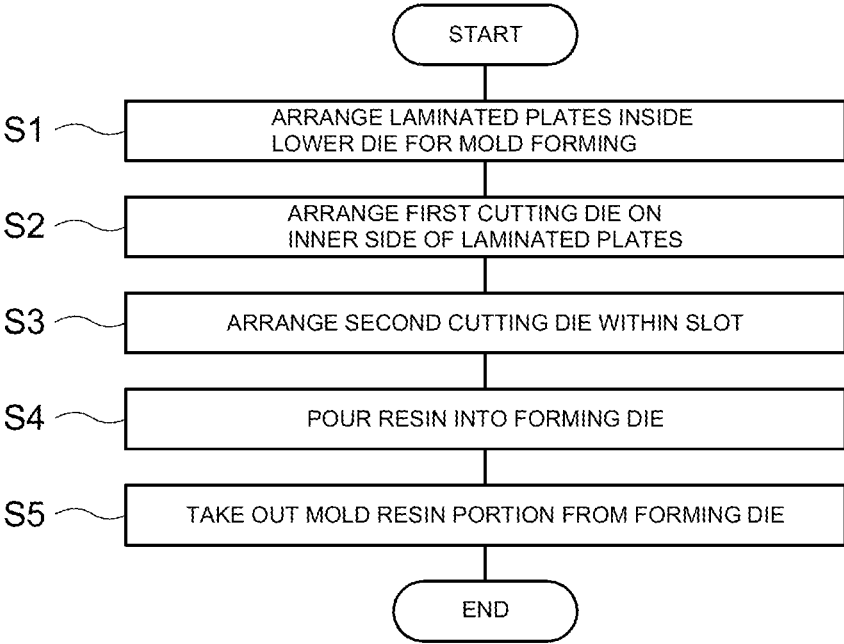 START
S1
ARRANGE LAMINATED PLATES INSIDE
LOWER DIE FOR MOLD FORMING
S2
ARRANGE FIRST CUTTING DIE ON
INNER SIDE OF LAMINATED PLATES
S3
ARRANGE SECOND CUTTING DIE WITHIN SLOT
S4
POUR RESIN INTO FORMING DIE
S5
TAKE OUT MOLD RESIN PORTION FROM FORMING DIE
END